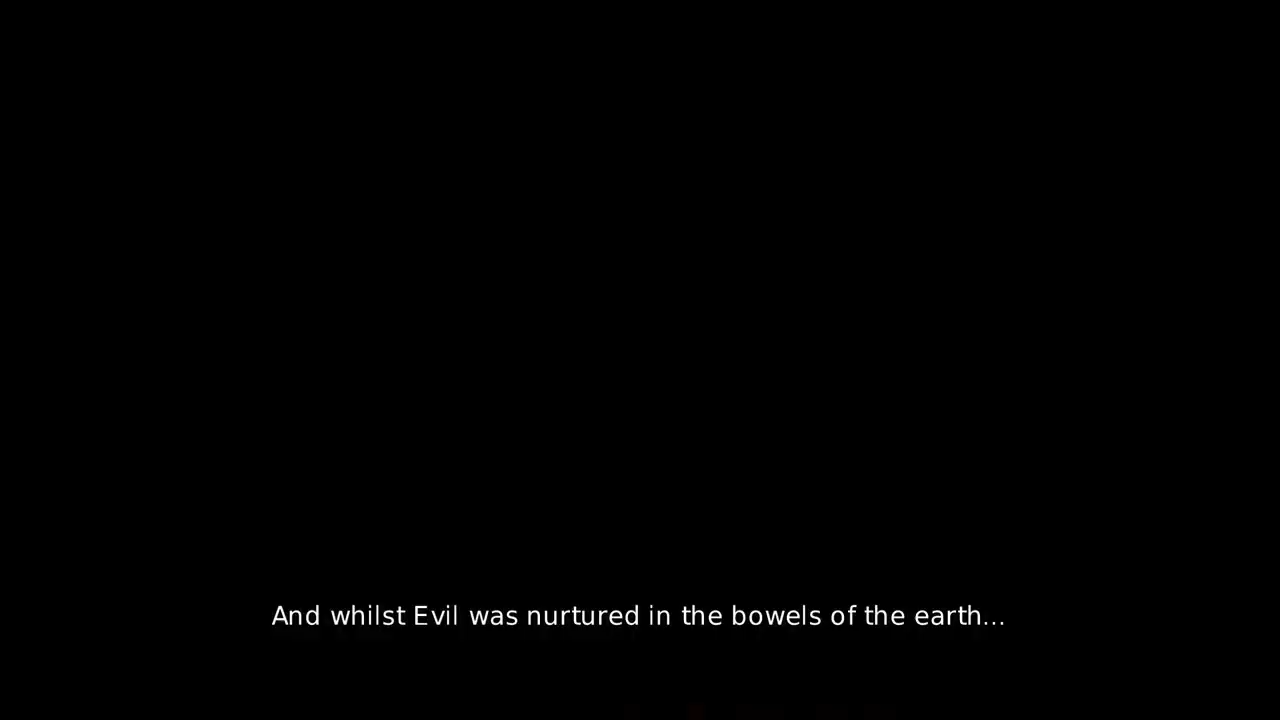 And whilst Evil was nurtured in the bowels of the earth...